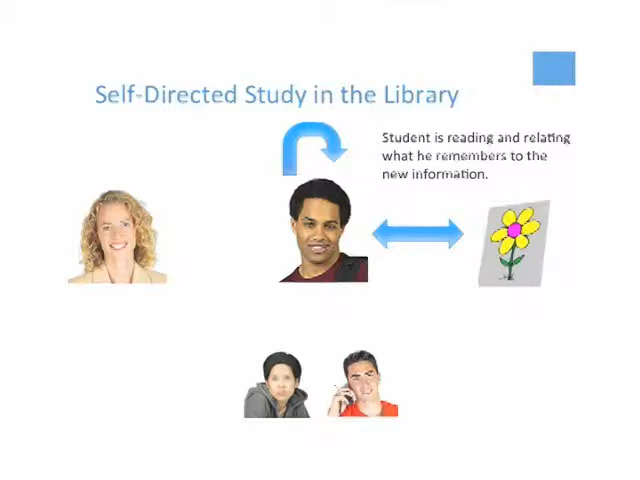 Self-Directed Study in the Library
Student is reading and relating
what he remembers to the
new information.